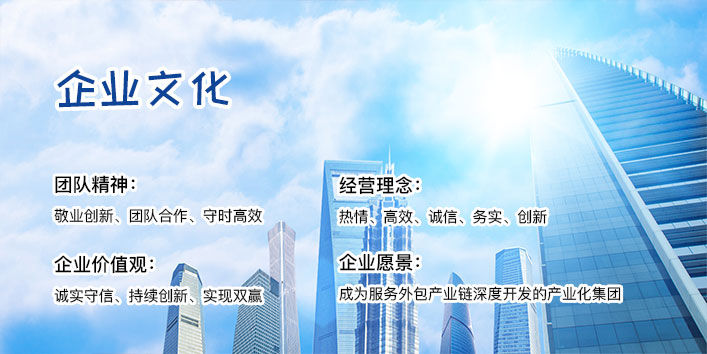 企业文化
团队精神：
敬业创新、团队合作、守时高效
经营理念：
热情、高效、诚信、务实、创新
企业价值观：
诚实守信、持续创新、实现双赢
企业愿景：
成为服务外包产业链深度开发的产业化集团